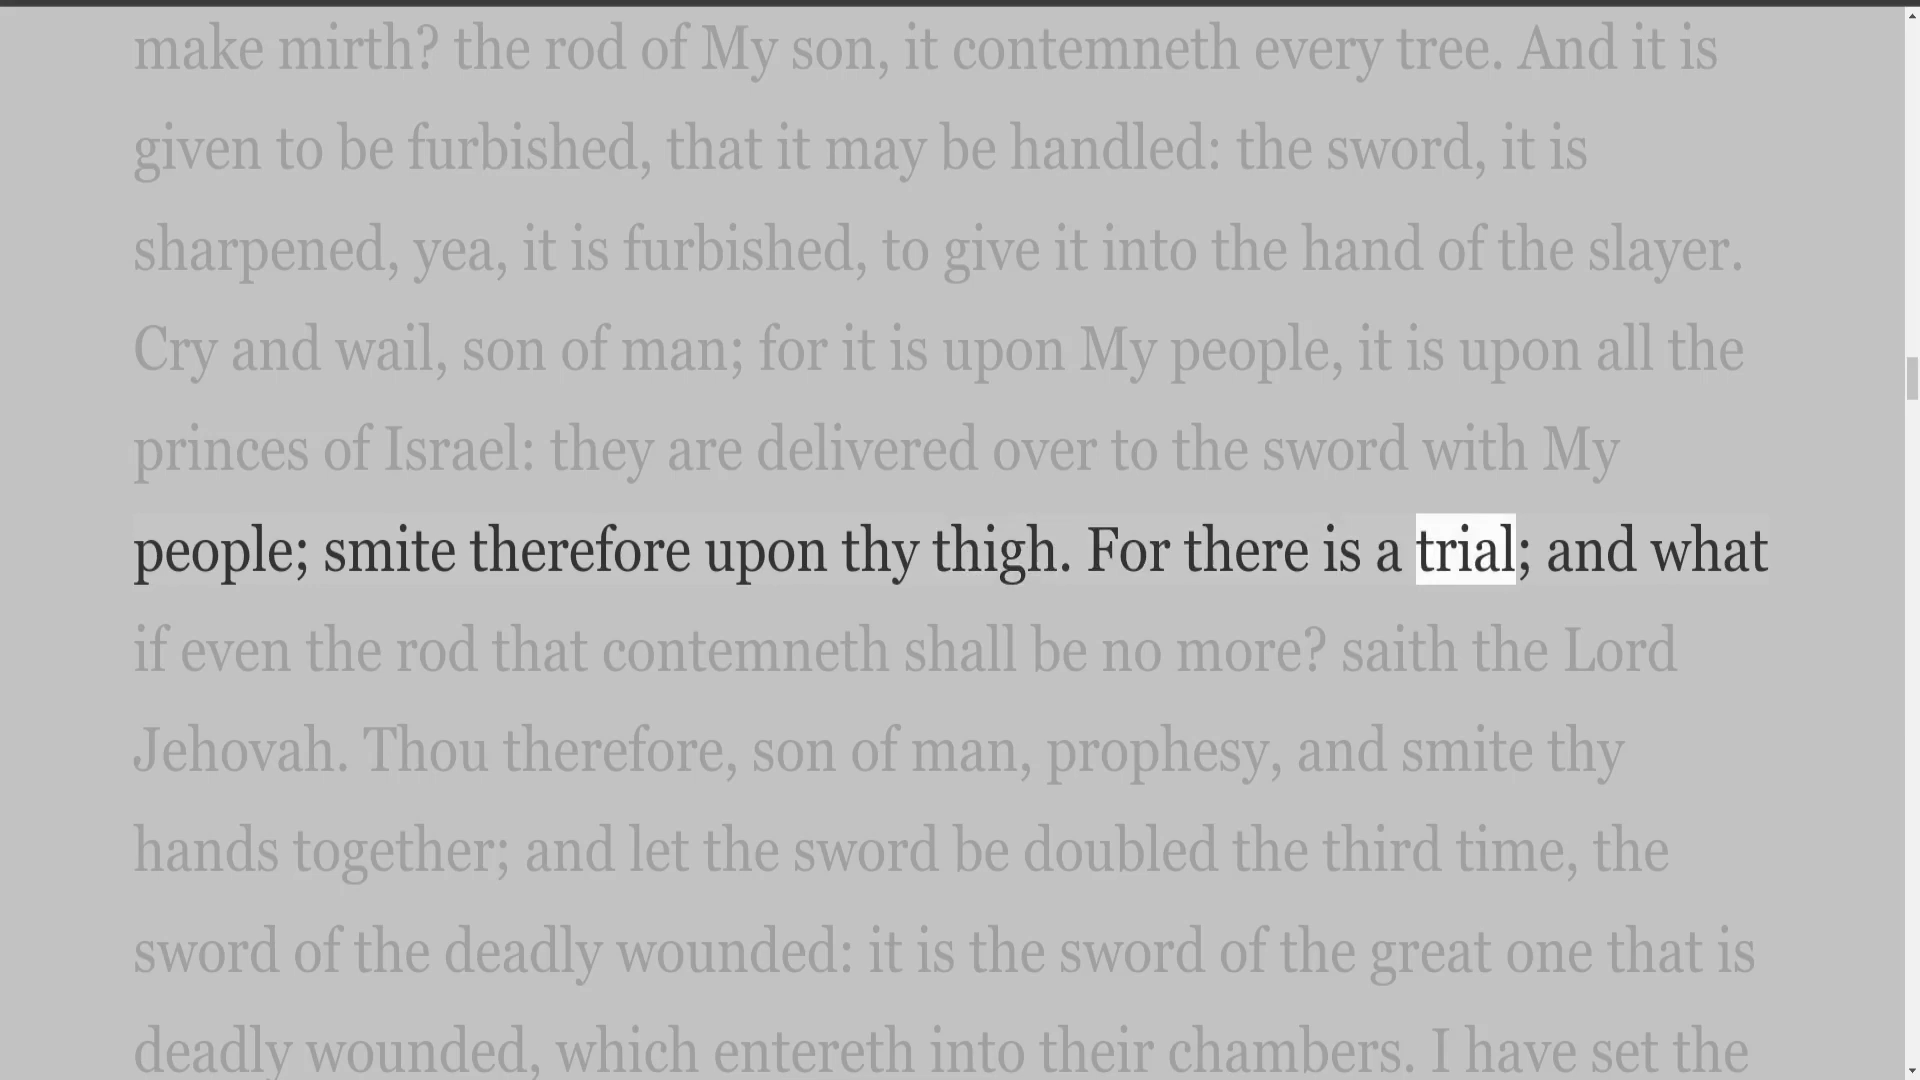 make mirth? the rod of My son, it contemneth every tree. And it is
given to be furbished, that it may be handled: the sword, it is
sharpened, yea, it is furbished, to give it into the hand of the slayer.
Cry and wail, son of man; for it is upon My people, it is upon all the
princes of Israel: they are delivered over to the sword with My
people; smite therefore upon thy thigh. For there is a trial; and what
if even the rod that contemneth shall be no more? saith the Lord
Jehovah. Thou therefore, son of man, prophesy, and smite thy
hands together; and let the sword be doubled the third time, the
sword of the deadly wounded: it is the sword of the great one that is
deadly wounded, which entereth into their chambers. I have set the